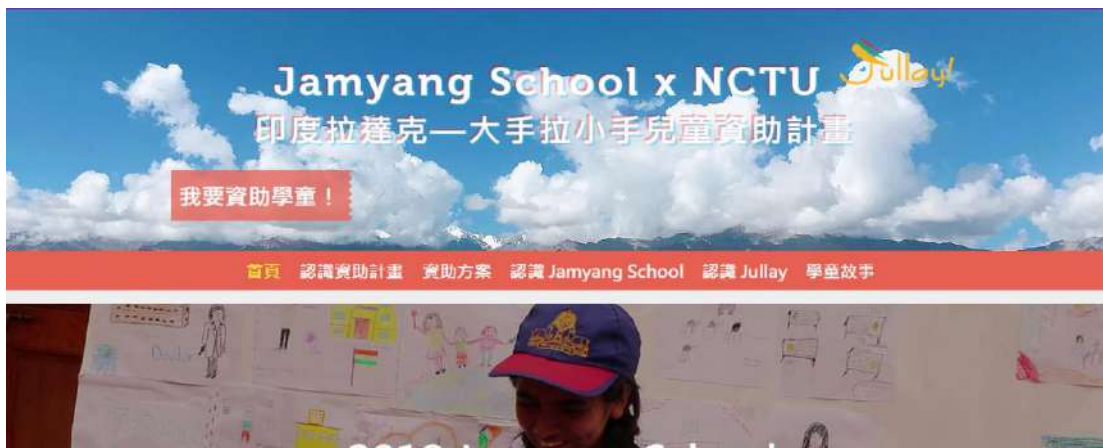 Jamyang School x NCTU
Jullay!
印度拉達克—大手拉小手兒童資助計畫
我要資助學童！
首頁 認識資助計畫 資助方案 認識 Jamyang School 認識 Jullay 學童故事
Doctor